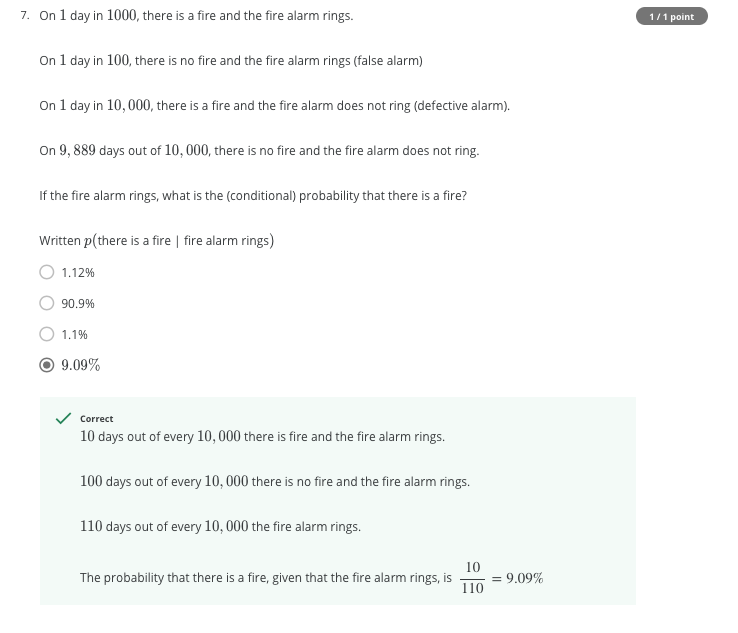 7. On 1 day in 1000, there is a fire and the fire alarm rings.
1 / 1 point
On 1 day in 100, there is no fire and the fire alarm rings (false alarm)
On 1 day in 10, 000, there is a fire and the fire alarm does not ring (defective alarm).
On 9, 889 days out of 10, 000, there is no fire and the fire alarm does not ring.
If the fire alarm rings, what is the (conditional) probability that there is a fire?
Written p(there is a fire | fire alarm rings)
1.12%
90.9%
1.1%
9.09%
Correct
10 days out of every 10, 000 there is fire and the fire alarm rings.
100 days out of every 10, 000 there is no fire and the fire alarm rings.
110 days out of every 10, 000 the fire alarm rings.
The probability that there is a fire, given that the fire alarm rings, is 10/110 = 9.09%